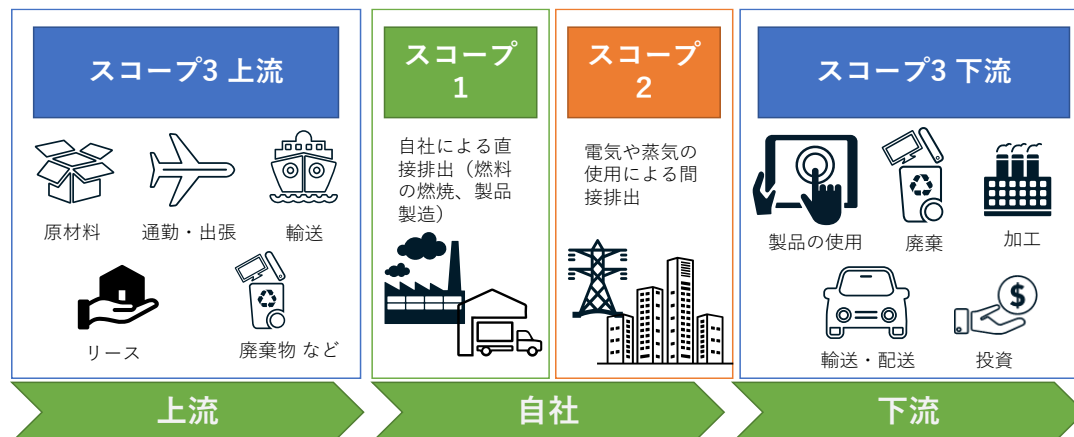 スコープ3 上流
原材料
通勤・出張
輸送
リース
廃棄物 など
スコープ
1
自社による直
接排出（燃料
の燃焼、製品
製造）
スコープ
2
電気や蒸気の
使用による間
接排出
スコープ3 下流
製品の使用
廃棄
加工
輸送・配送
$
投資
上流
自社
下流